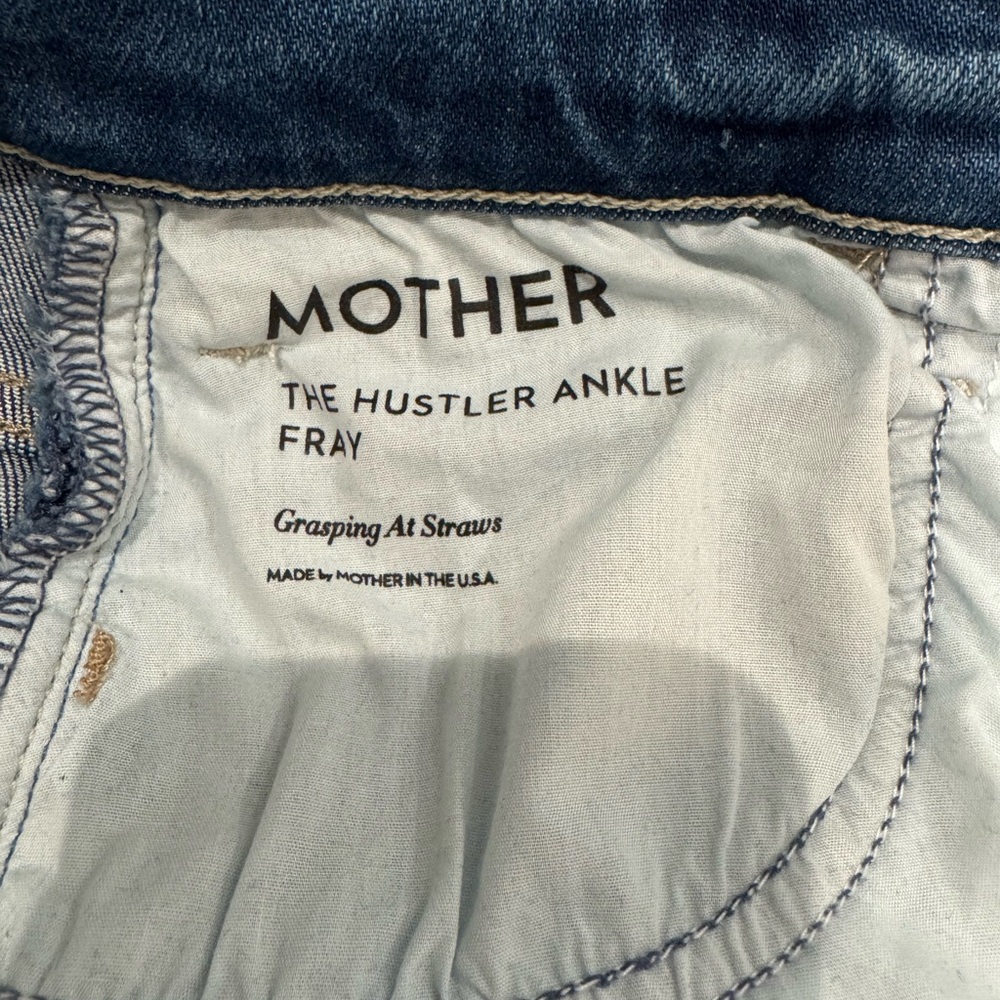 MOTHER
THE HUSTLER ANKLE
FRAY
Grasping At Straws
MADE by MOTHER IN THE U.S.A.